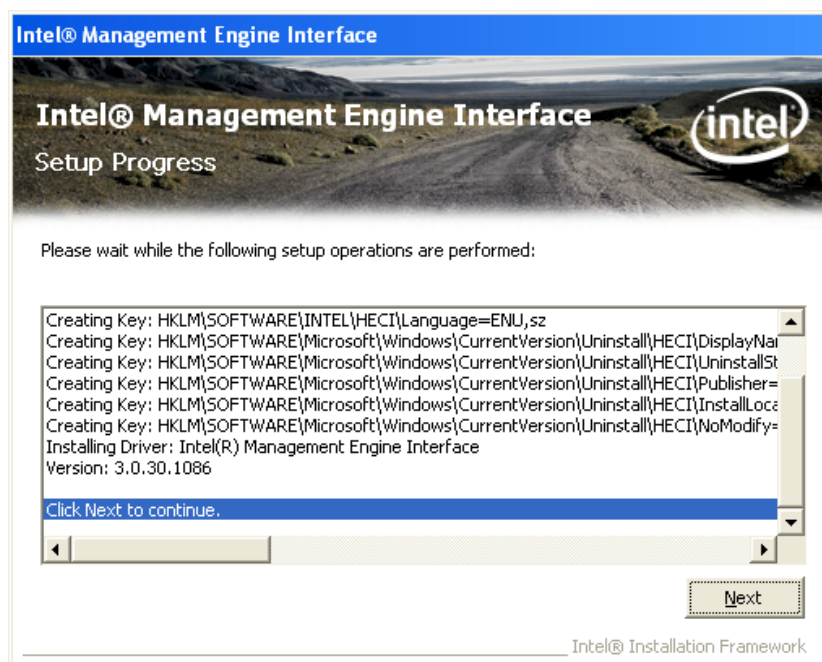 Intel® Management Engine Interface
Intel® Management Engine Interface
intel
Setup Progress
Please wait while the following setup operations are performed:
Creating Key: HKLM\SOFTWARE\INTEL\HECI\Language=ENU,sz
Creating Key: HKLM\SOFTWARE\Microsoft\Windows\CurrentVersion\Uninstall\HECI\DisplayNa
Creating Key: HKLM\SOFTWARE\Microsoft\Windows\CurrentVersion\Uninstall\HECI\UninstallSt
Creating Key: HKLM\SOFTWARE\Microsoft\Windows\CurrentVersion\Uninstall\HECI\Publisher=
Creating Key: HKLM\SOFTWARE\Microsoft\Windows\CurrentVersion\Uninstall\HECI\InstallLoca
Creating Key: HKLM\SOFTWARE\Microsoft\Windows\CurrentVersion\Uninstall\HECI\NoModify=
Installing Driver: Intel(R) Management Engine Interface
Version: 3.0.30.1086
Click Next to continue.
Next
Intel® Installation Framework